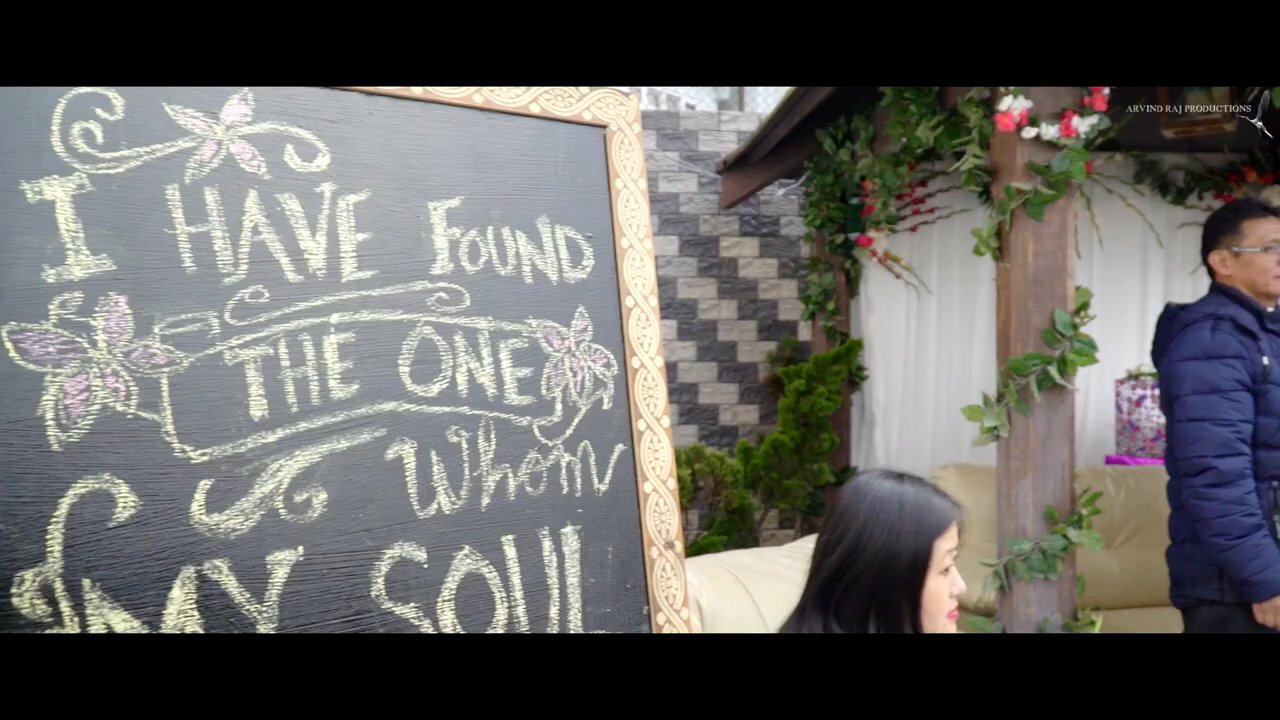 I HAVE FOUND
THE ONE
Whom
MY SOUL
ARVIND RAJ PRODUCTIONS